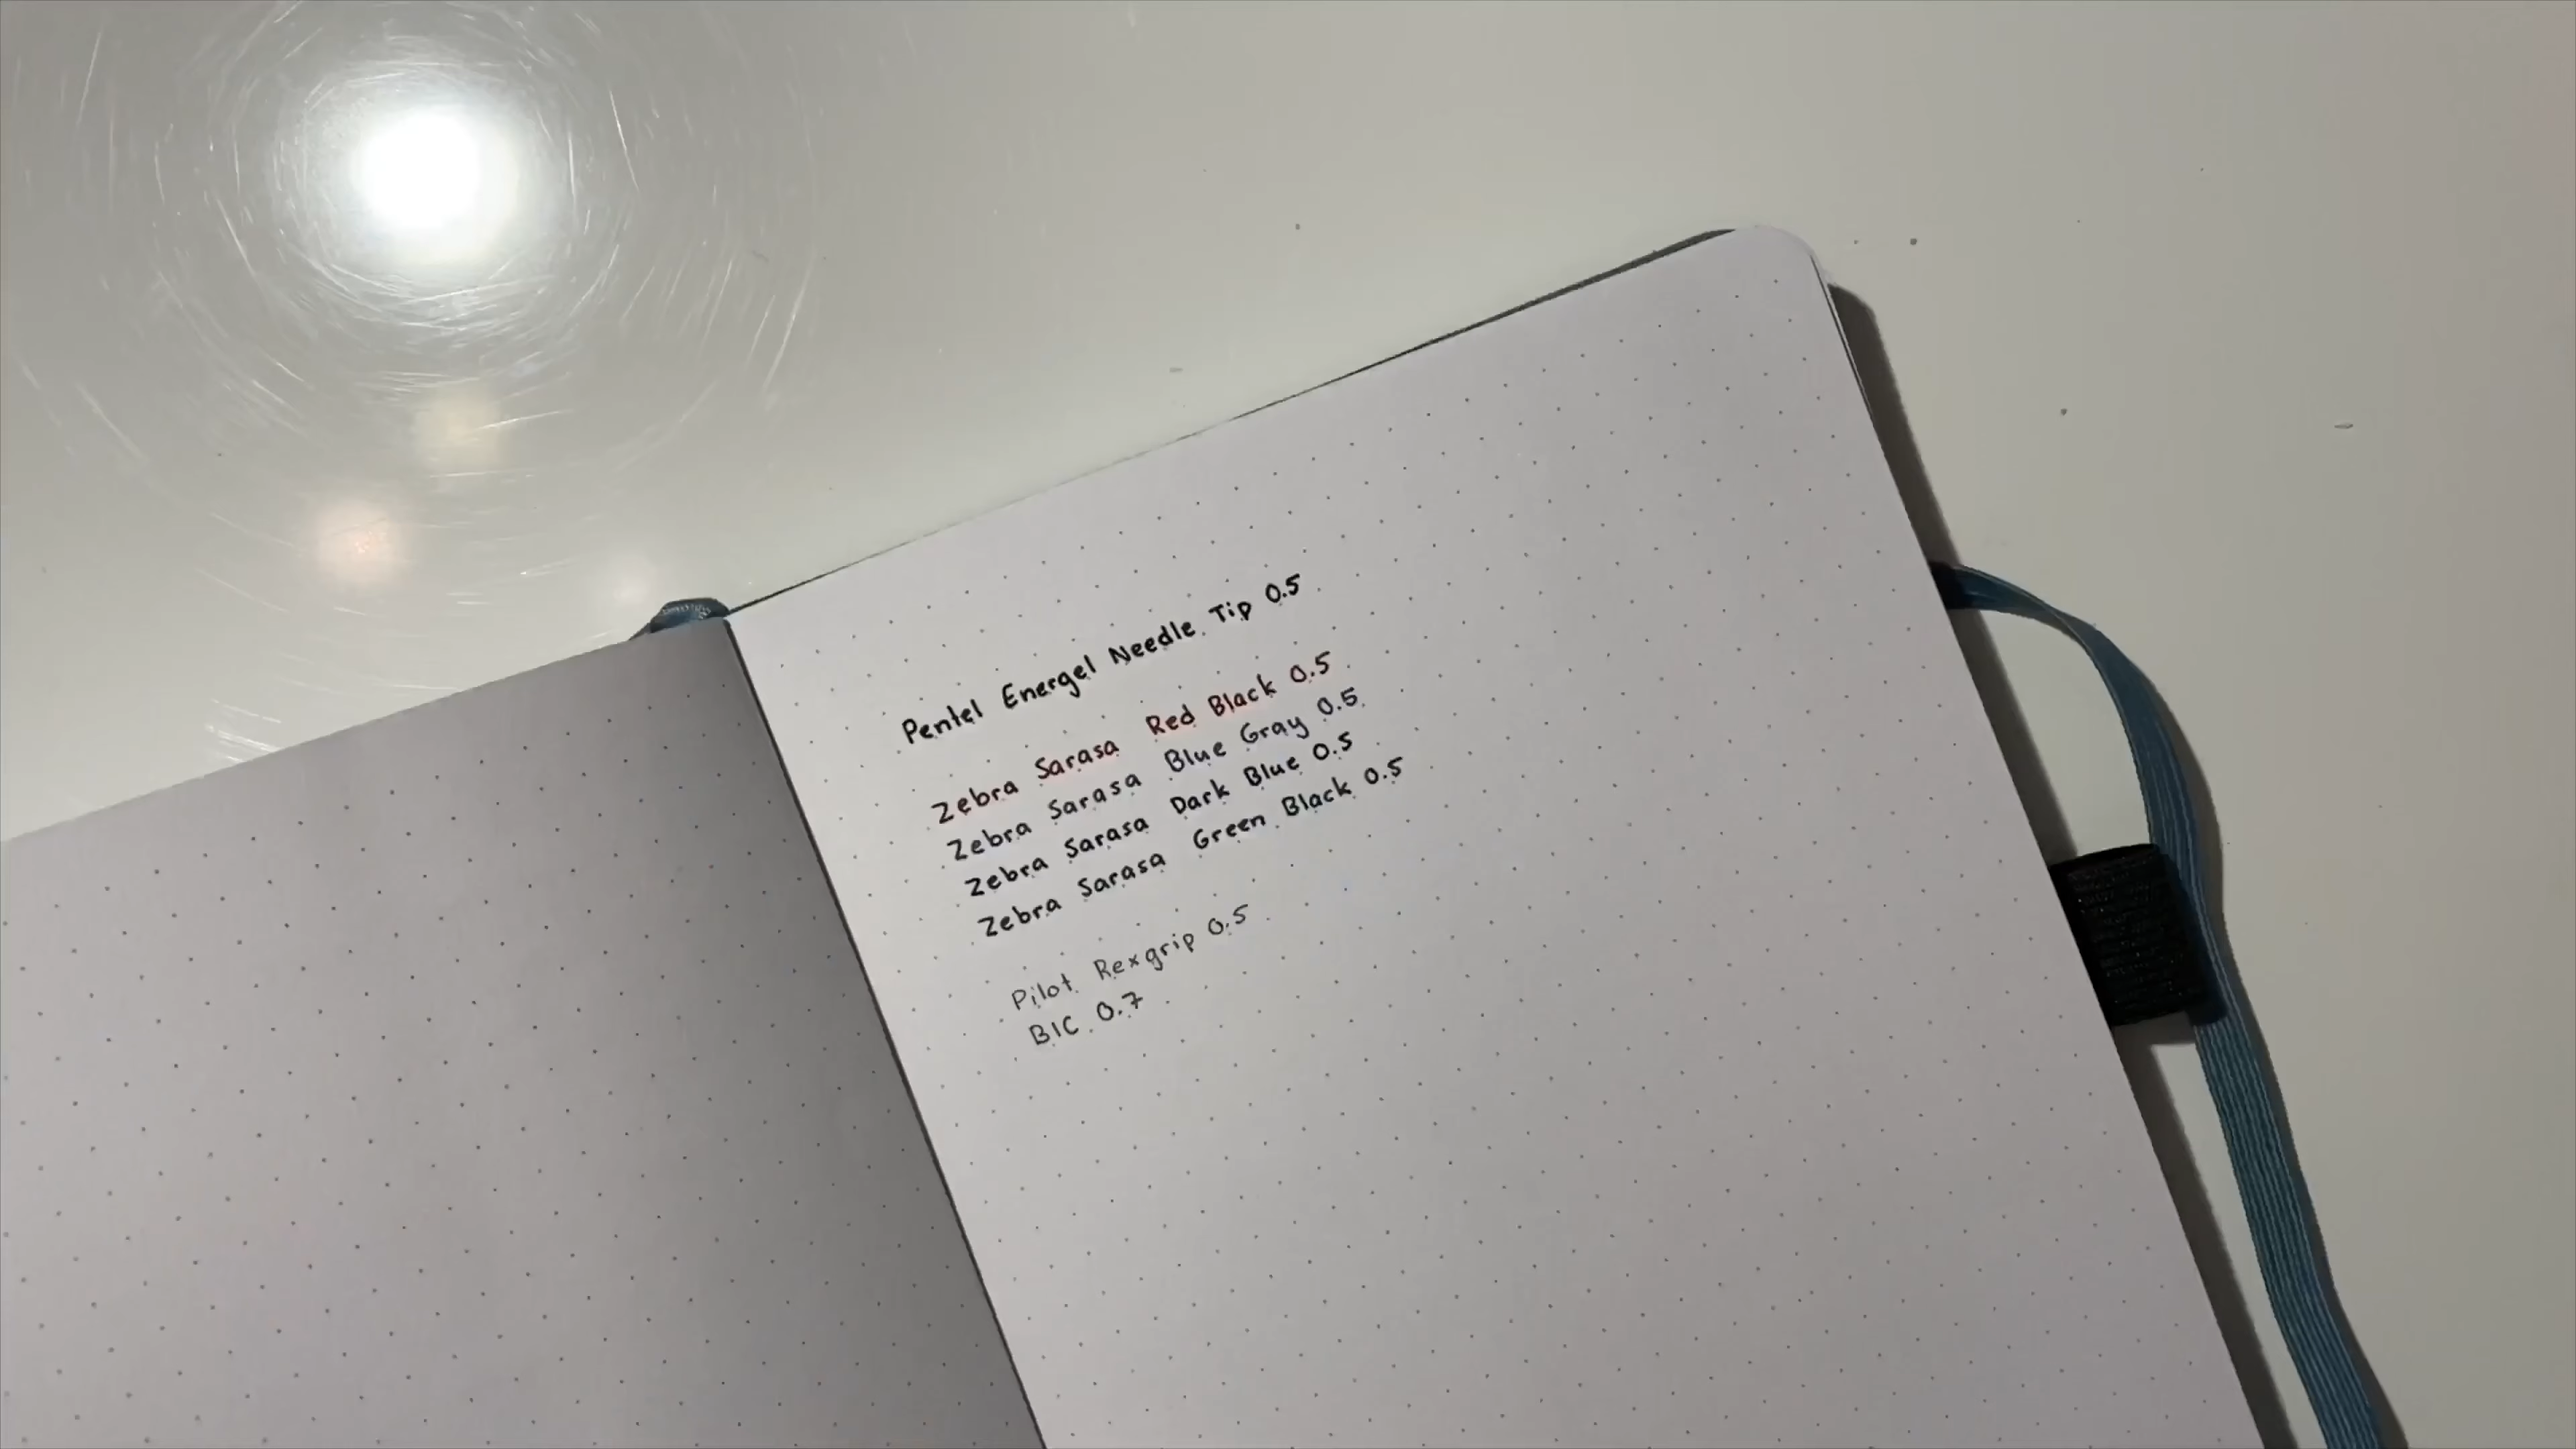 Pentel Energel Needle Tip 0.5
Zebra Sarasa Red Black 0.5
Zebra Sarasa Blue Gray 0.5
Zebra Sarasa Dark Blue 0.5
Zebra Sarasa Green Black 0.5
Pilot Rexgrip 0.5
BIC 0.7